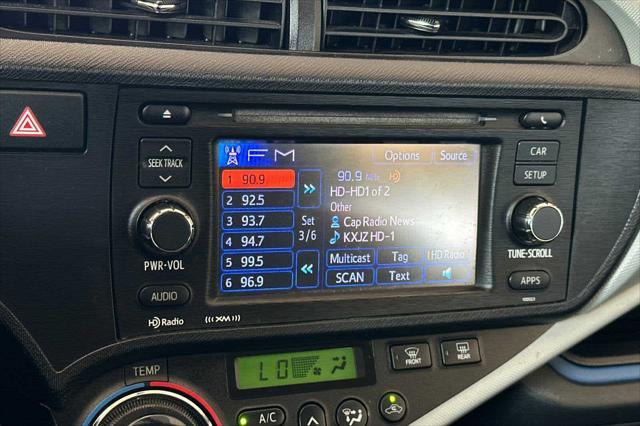 SEEK TRACK
PWR•VOL
AUDIO
HD Radio
(((XM)))
FM
Options
Source
1 90.9
2 92.5
3 93.7
4 94.7
5 99.5
6 96.9
Set
3/6
90.9 MHz HD
HD-HD1 of 2
Other
Cap Radio News
KXJZ HD-1
Multicast
Tag
HD Radio
SCAN
Text
CAR
SETUP
TUNE•SCROLL
APPS
TEMP
LO
FRONT
REAR
A/C